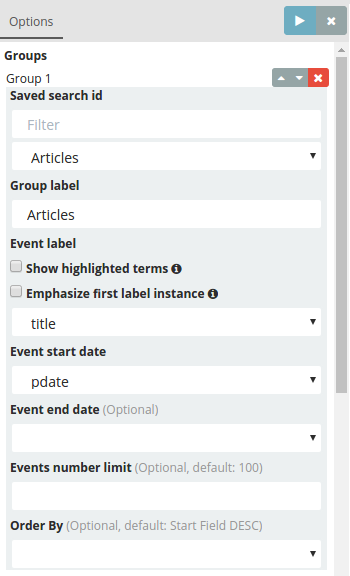 Options
Groups
Group 1
Saved search id
Filter
Articles
Group label
Articles
Event label
Show highlighted terms
Emphasize first label instance
title
Event start date
pdate
Event end date (Optional)
Events number limit (Optional, default: 100)
Order By (Optional, default: Start Field DESC)